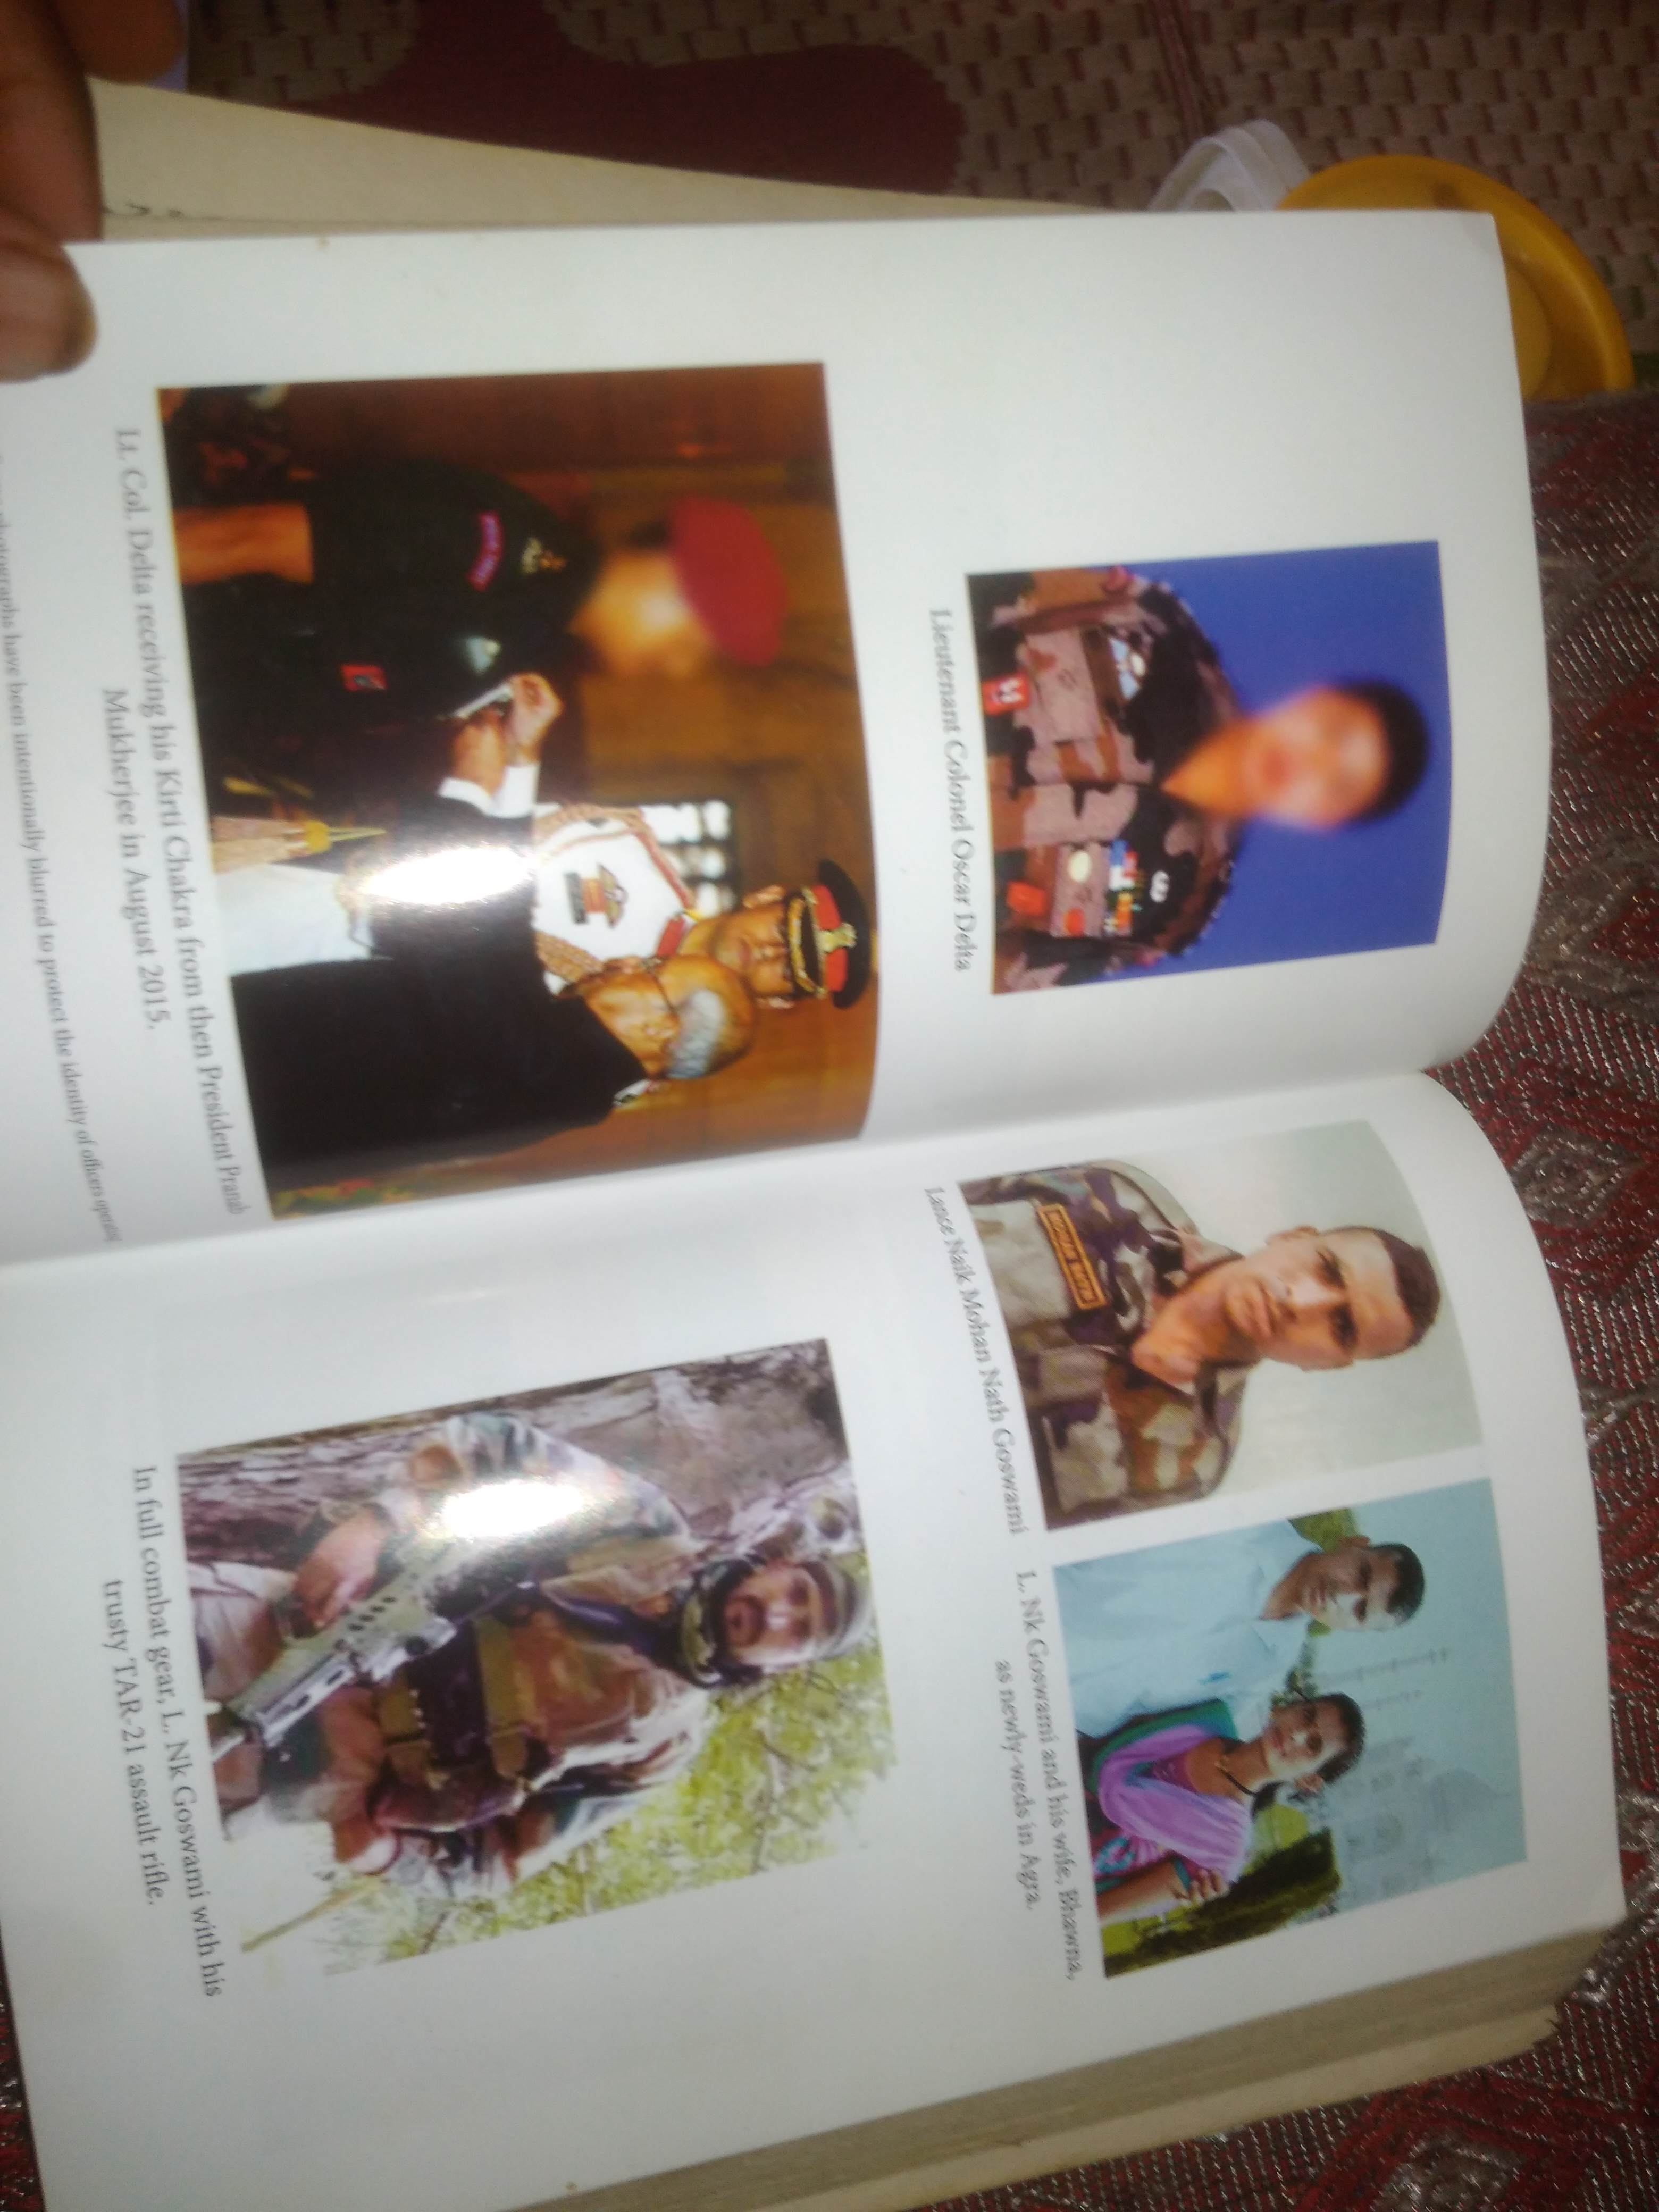 Lieutenant Colonel Oscar Delta
Lt. Col. Delta receiving his Kirti Chakra from then President Pranab
Mukherjee in August 2015.
photographs have been intentionally blurred to protect the identity of officers
Lance Naik Mohan Nath Goswami
L. Nk Goswami and his wife, Bhawna,
as newly-weds in Agra.
In full combat gear, L. Nk Goswami with his
trusty TAR-21 assault rifle.